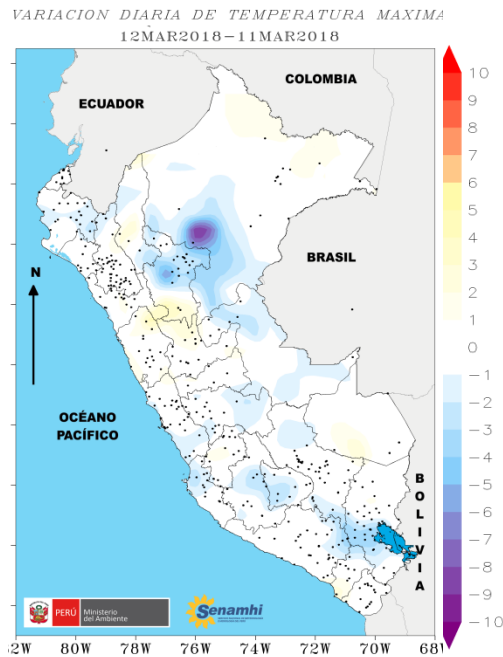 VARIACION DIARIA DE TEMPERATURA MAXIMA
12MAR2018−11MAR2018
COLOMBIA
ECUADOR
BRASIL
N
OCÉANO
PACÍFICO
BOLIVIA
PERÚ
Ministerio
del Ambiente
Senamhi
10
9
8
7
6
5
4
3
2
1
0
−1
−2
−3
−4
−5
−6
−7
−8
−9
−10
82W 80W 78W 76W 74W 72W 70W 68W